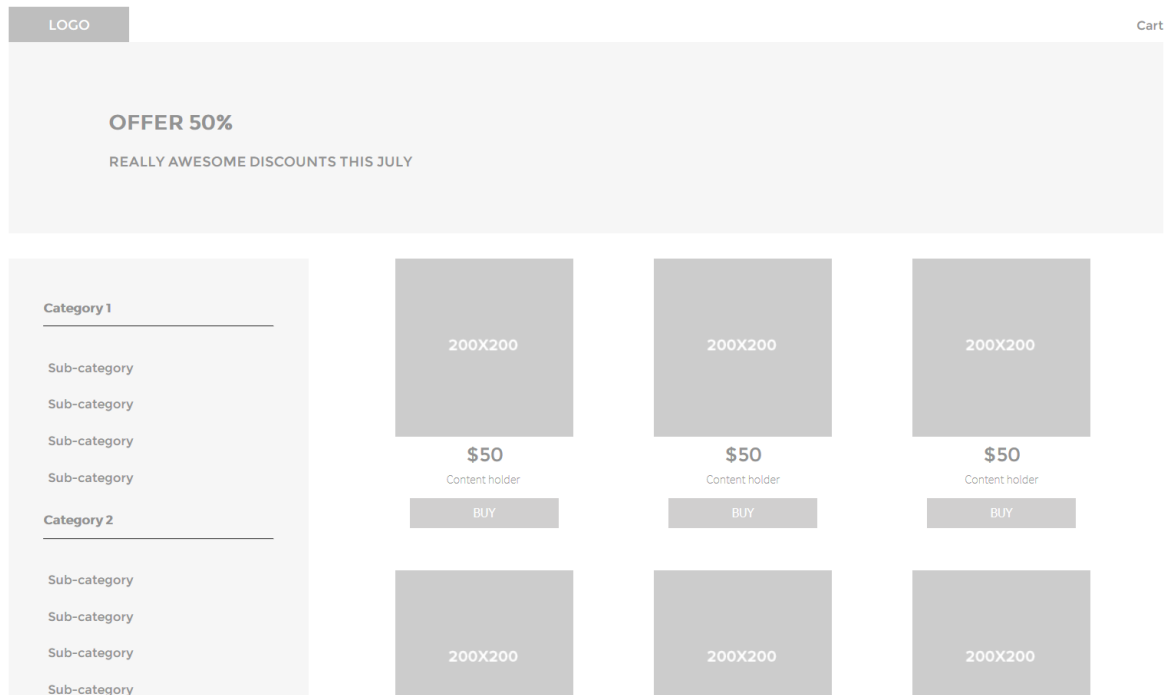 LOGO
Cart
OFFER 50%
REALLY AWESOME DISCOUNTS THIS JULY
Category 1
Sub-category
Sub-category
Sub-category
Sub-category
Category 2
Sub-category
Sub-category
Sub-category
Sub-category
200X200
200X200
200X200
$50
$50
$50
Content holder
Content holder
Content holder
BUY
BUY
BUY
200X200
200X200
200X200